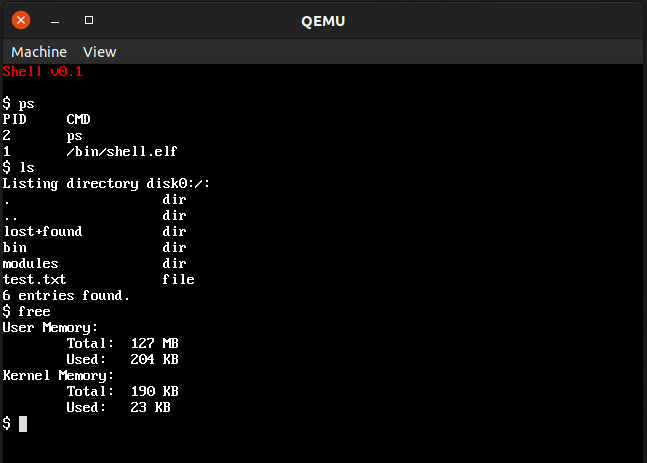 QEMU
Machine View
Shell v0.1
$ ps
PID CMD
2 ps
1 /bin/shell.elf
$ ls
Listing directory disk0:/:
. dir
.. dir
lost+found dir
bin dir
modules dir
test.txt file
6 entries found.
$ free
User Memory:
Total: 127 MB
Used: 204 KB
Kernel Memory:
Total: 190 KB
Used: 23 KB
$